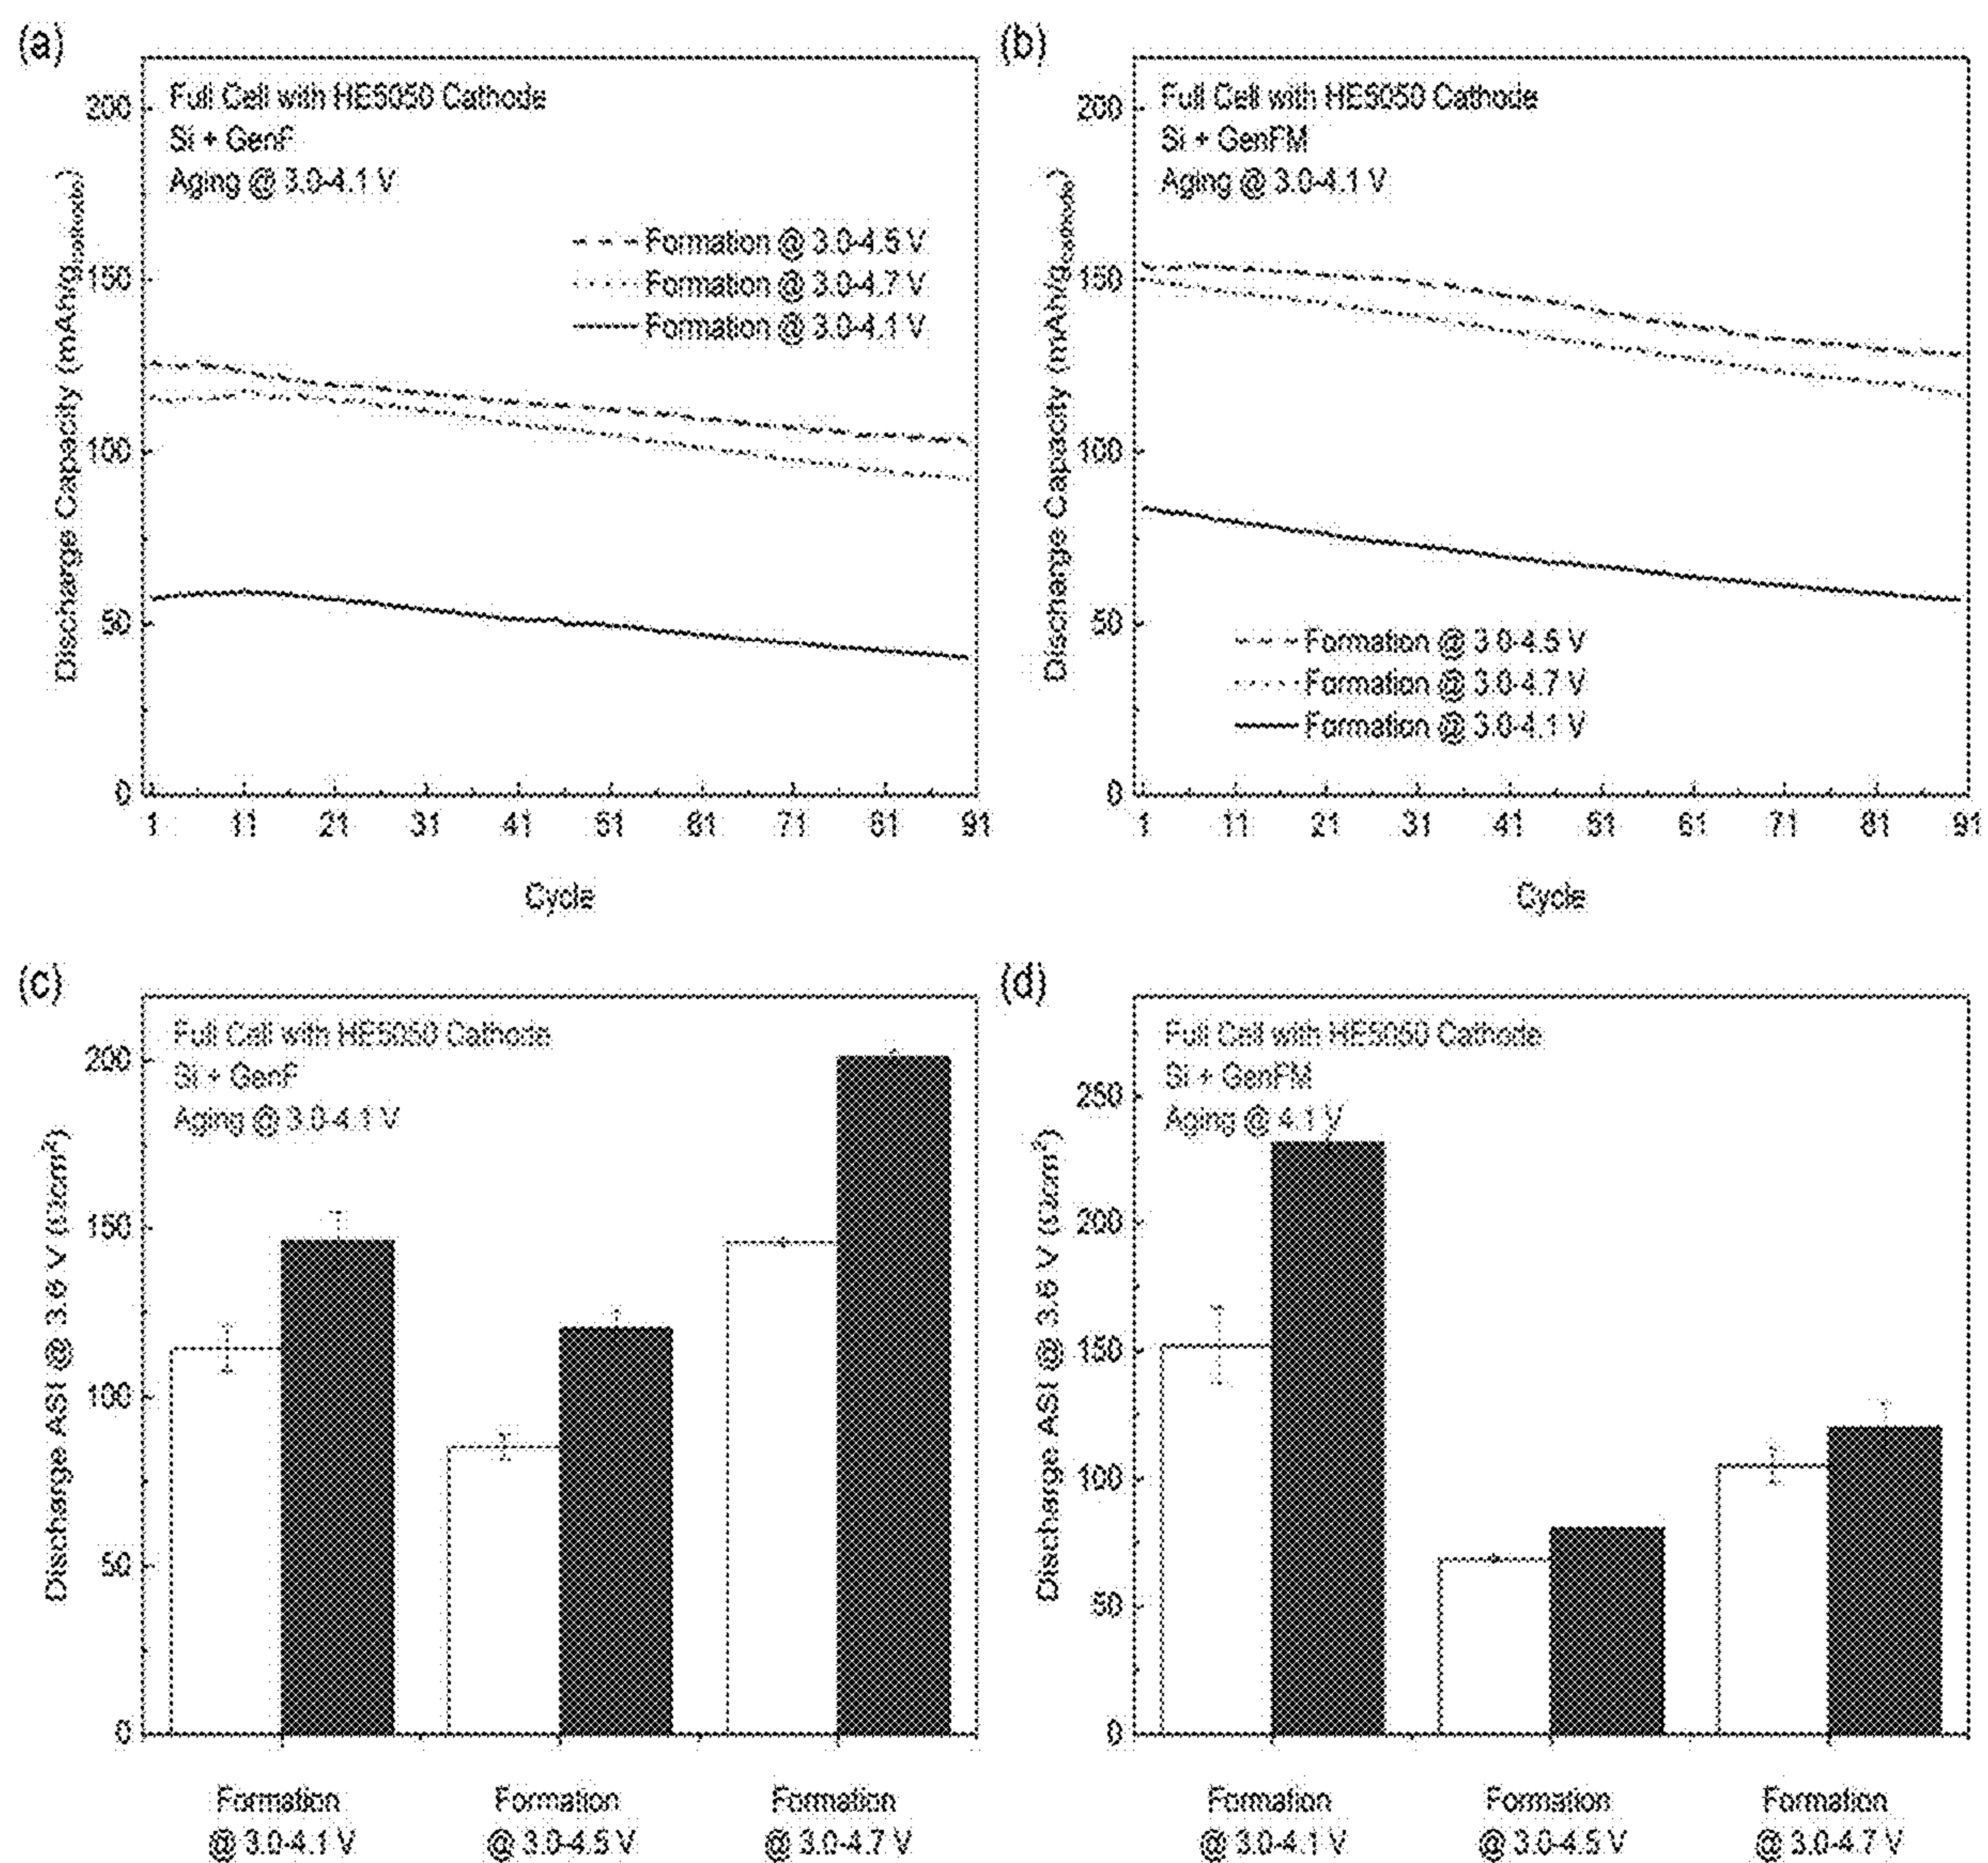 (a)
Full Cell with HE5050 Cathode
Si + GenF
Aging @ 3.0-4.1 V
Formation @ 3.0-4.5 V
Formation @ 3.0-4.7 V
Formation @ 3.0-4.1 V
Discharge Capacity (mAh/gcathode)
200
150
100
50
0
1 11 21 31 41 51 61 71 81 91
Cycle
(b)
Full Cell with HE5050 Cathode
Si + GenFM
Aging @ 3.0-4.1 V
Formation @ 3.0-4.5 V
Formation @ 3.0-4.7 V
Formation @ 3.0-4.1 V
Discharge Capacity (mAh/gcathode)
200
150
100
50
0
1 11 21 31 41 51 61 71 81 91
Cycle
(c)
Full Cell with HE5050 Cathode
Si + GenF
Aging @ 3.0-4.1 V
Discharge ASI @ 3.6 V (Ωcm²)
200
150
100
50
0
Formation
@ 3.0-4.1 V
Formation
@ 3.0-4.5 V
Formation
@ 3.0-4.7 V
(d)
Full Cell with HE5050 Cathode
Si + GenFM
Aging @ 4.1 V
Discharge ASI @ 3.6 V (Ωcm²)
250
200
150
100
50
0
Formation
@ 3.0-4.1 V
Formation
@ 3.0-4.5 V
Formation
@ 3.0-4.7 V